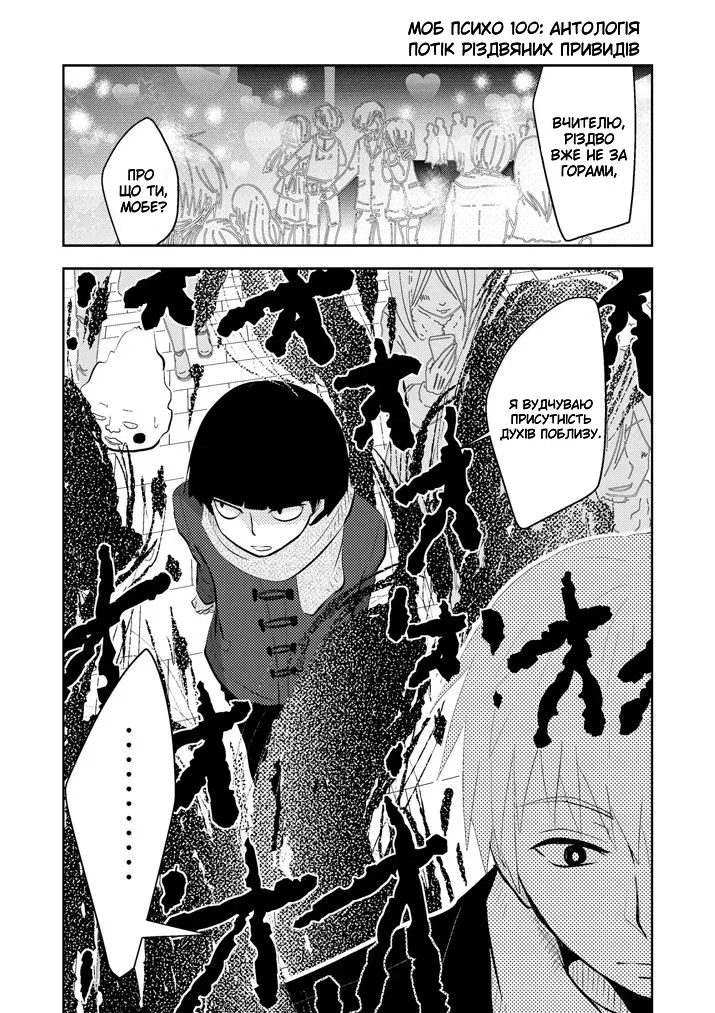 МОБ ПСИХО 100: АНТОЛОГІЯ
ПОТІК РІЗДВЯНИХ ПРИВИДІВ
ВЧИТЕЛЮ,
РІЗДВО
ВЖЕ НЕ ЗА
ГОРАМИ,
ПРО
ЩО ТИ,
МОБЕ?
Я ВУДЧУВАЮ
ПРИСУТНІСТЬ
ДУХІВ ПОБЛИЗУ.
..........